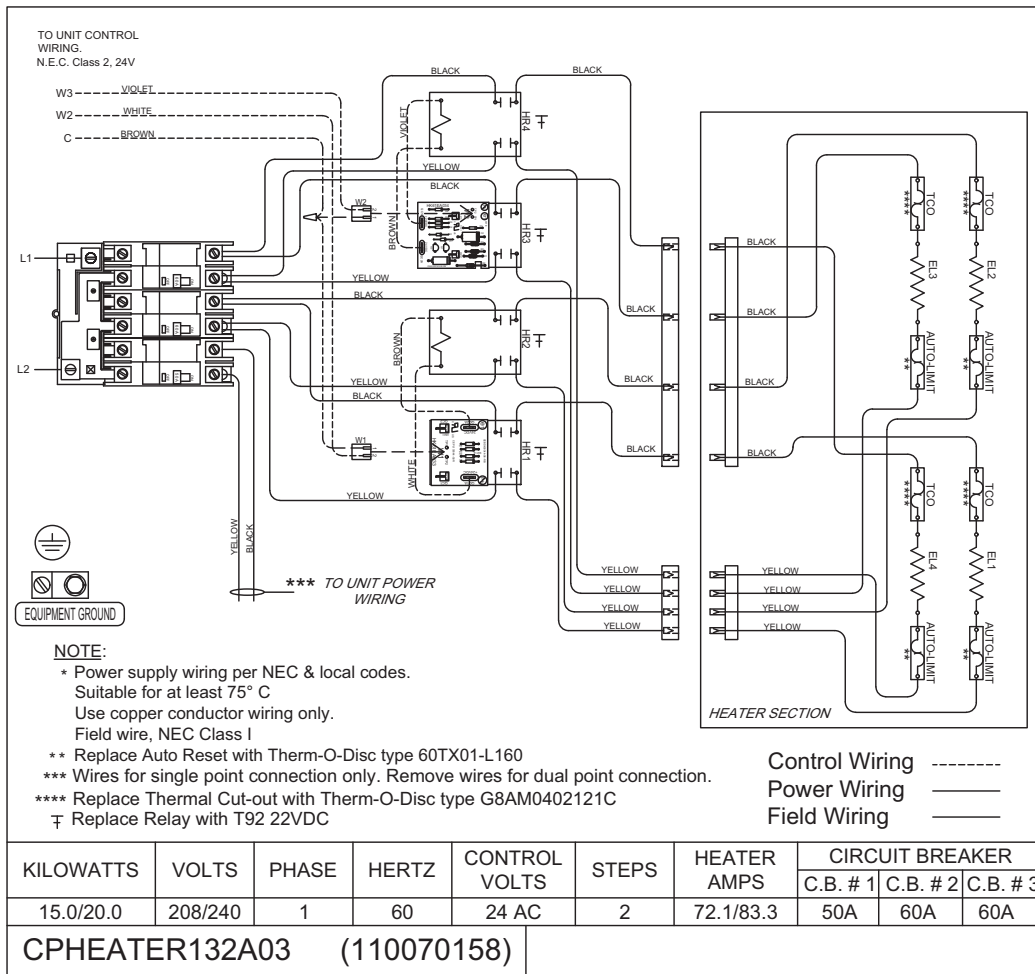 TO UNIT CONTROL
WIRING.
N.E.C. Class 2, 24V
W3
VIOLET
W2
WHITE
C
BROWN
BLACK
BLACK
VIOLET
HR4
YELLOW
BLACK
W2
BROWN
HR3
YELLOW
BLACK
BROWN
HR2
YELLOW
BLACK
W1
WHITE
HR1
YELLOW
L1
L2
YELLOW
BLACK
*** TO UNIT POWER
WIRING
EQUIPMENT GROUND
BLACK
BLACK
BLACK
BLACK
YELLOW
YELLOW
YELLOW
YELLOW
BLACK
BLACK
BLACK
BLACK
YELLOW
YELLOW
YELLOW
YELLOW
TCO
****
TCO
****
EL3
EL2
AUTO-LIMIT
**
AUTO-LIMIT
**
TCO
****
TCO
****
EL4
EL1
AUTO-LIMIT
**
AUTO-LIMIT
**
HEATER SECTION
NOTE:
* Power supply wiring per NEC & local codes.
Suitable for at least 75° C
Use copper conductor wiring only.
Field wire, NEC Class I
** Replace Auto Reset with Therm-O-Disc type 60TX01-L160
*** Wires for single point connection only. Remove wires for dual point connection.
**** Replace Thermal Cut-out with Therm-O-Disc type G8AM0402121C
Replace Relay with T92 22VDC
Control Wiring
Power Wiring
Field Wiring
KILOWATTS VOLTS PHASE HERTZ CONTROL VOLTS STEPS HEATER AMPS CIRCUIT BREAKER
C.B. # 1 C.B. # 2 C.B. # 3
15.0/20.0 208/240 1 60 24 AC 2 72.1/83.3 50A 60A 60A
CPHEATER132A03 (110070158)